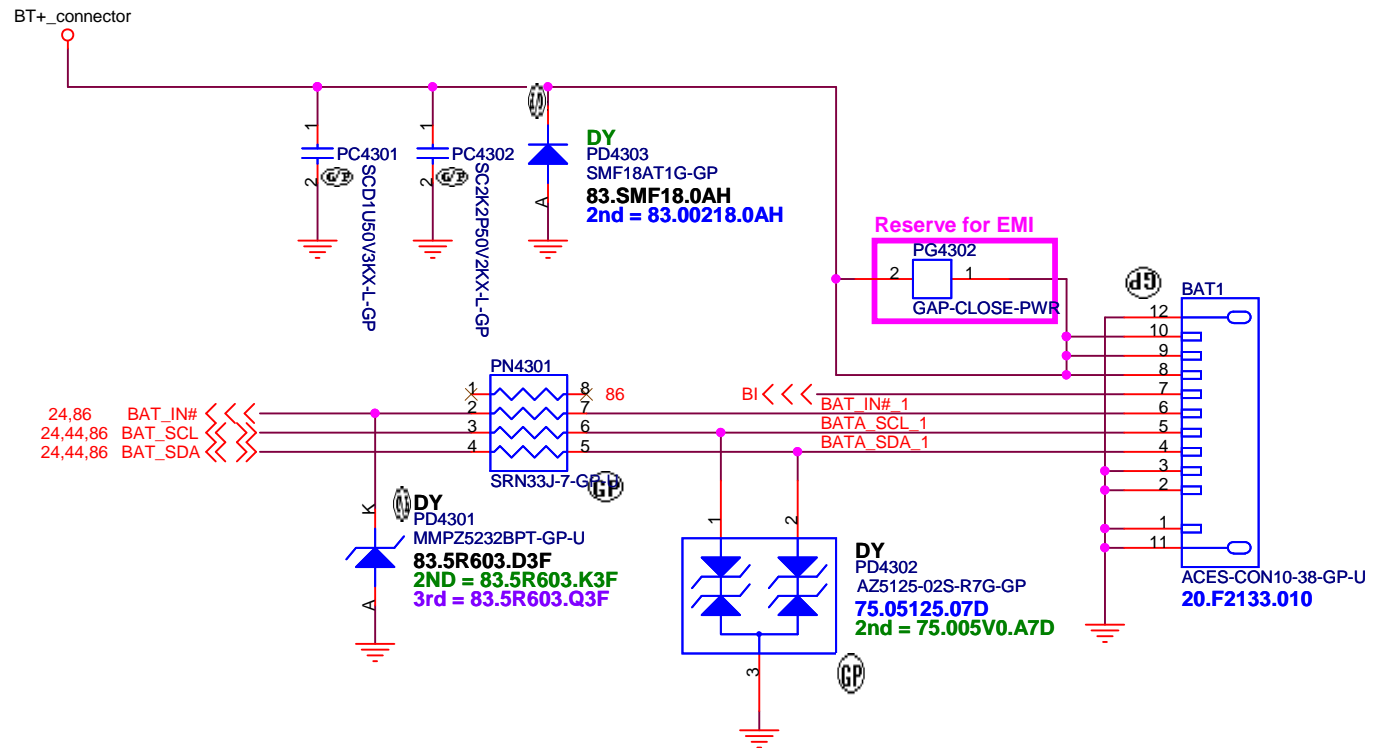 BT+_connector
1
1
PC4301
PC4302
2
2
G/P
G/P
SCD1U50V3KX-L-GP
SC2K2P50V2KX-L-GP
DY
PD4303
SMF18AT1G-GP
83.SMF18.0AH
2nd = 83.00218.0AH
A
Reserve for EMI
PG4302
2
1
GAP-CLOSE-PWR
GP
BAT1
12
10
9
8
7
6
5
4
3
2
1
11
ACES-CON10-38-GP-U
20.F2133.010
PN4301
1
8
86
BI
2
7
BAT_IN#_1
3
6
BATA_SCL_1
4
5
BATA_SDA_1
24,86
BAT_IN#
24,44,86
BAT_SCL
24,44,86
BAT_SDA
SRN33J-7-GP-U
GP
K
DY
PD4301
MMPZ5232BPT-GP-U
83.5R603.D3F
2ND = 83.5R603.K3F
3rd = 83.5R603.Q3F
A
1
2
DY
PD4302
AZ5125-02S-R7G-GP
75.05125.07D
2nd = 75.005V0.A7D
3
GP